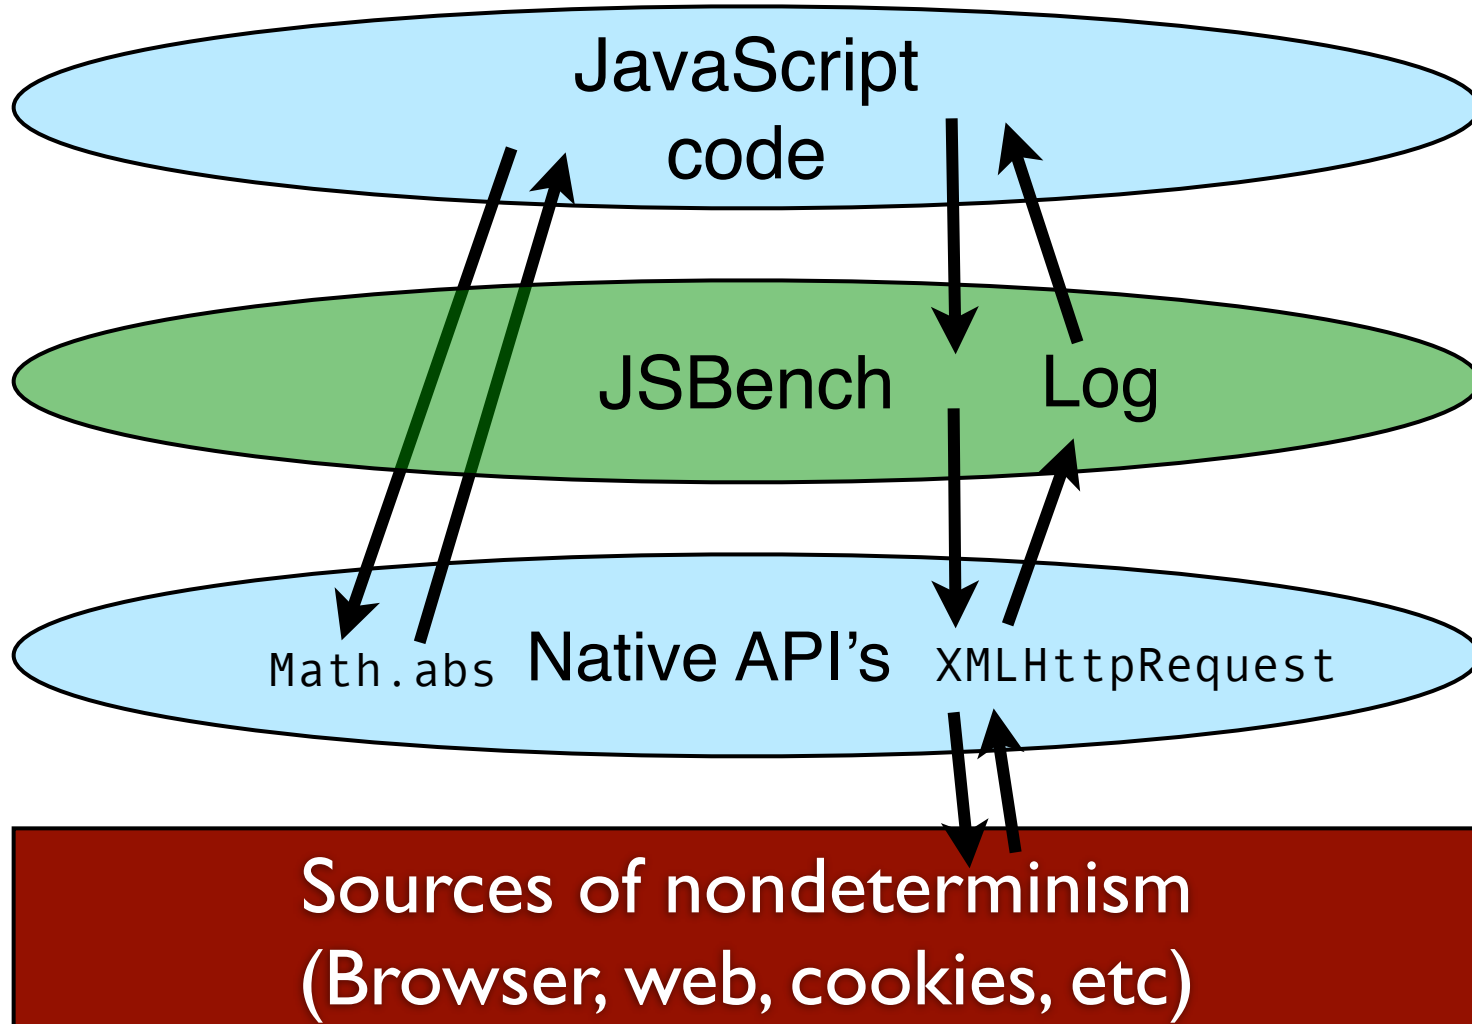 JavaScript
code
JSBench Log
Math.abs Native API’s XMLHttpRequest
Sources of nondeterminism
(Browser, web, cookies, etc)